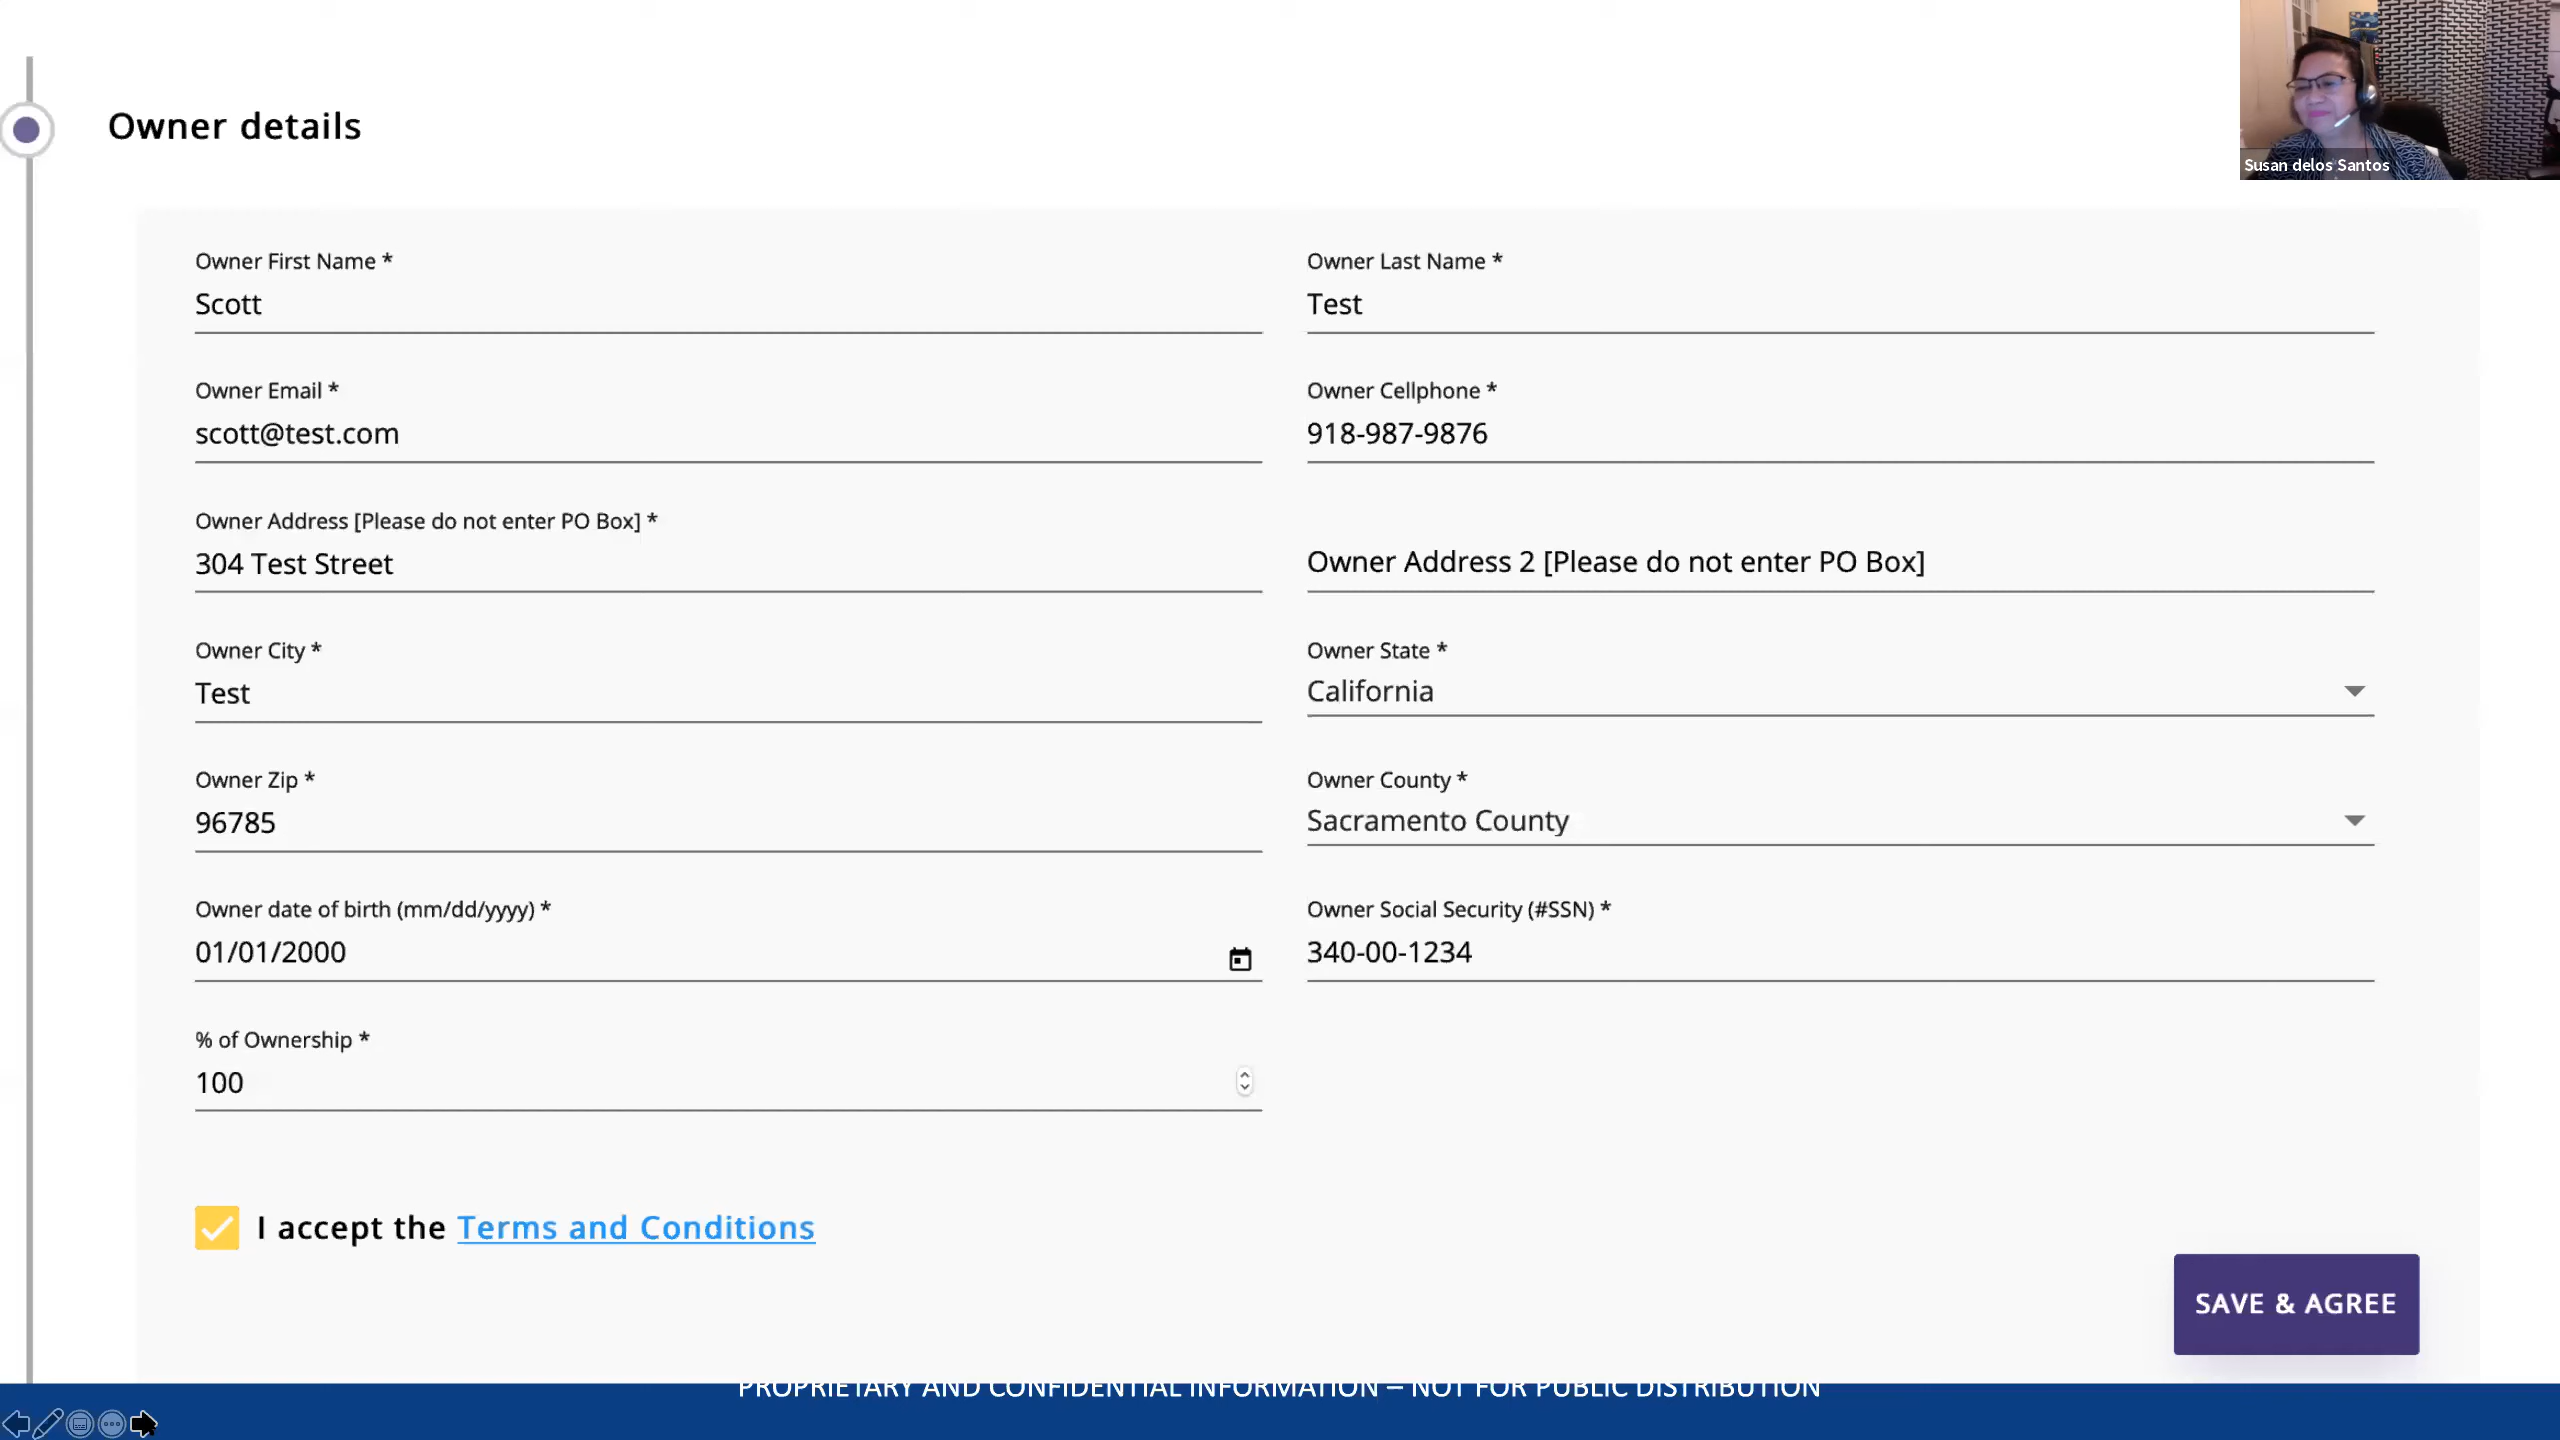 Owner details
Susan delos Santos
Owner First Name *
Scott
Owner Last Name *
Test
Owner Email *
scott@test.com
Owner Cellphone *
918-987-9876
Owner Address [Please do not enter PO Box] *
304 Test Street
Owner Address 2 [Please do not enter PO Box]
Owner City *
Test
Owner State *
California
Owner Zip *
96785
Owner County *
Sacramento County
Owner date of birth (mm/dd/yyyy) *
01/01/2000
Owner Social Security (#SSN) *
340-00-1234
% of Ownership *
100
I accept the Terms and Conditions
SAVE & AGREE
PROPRIETARY AND CONFIDENTIAL INFORMATION – NOT FOR PUBLIC DISTRIBUTION